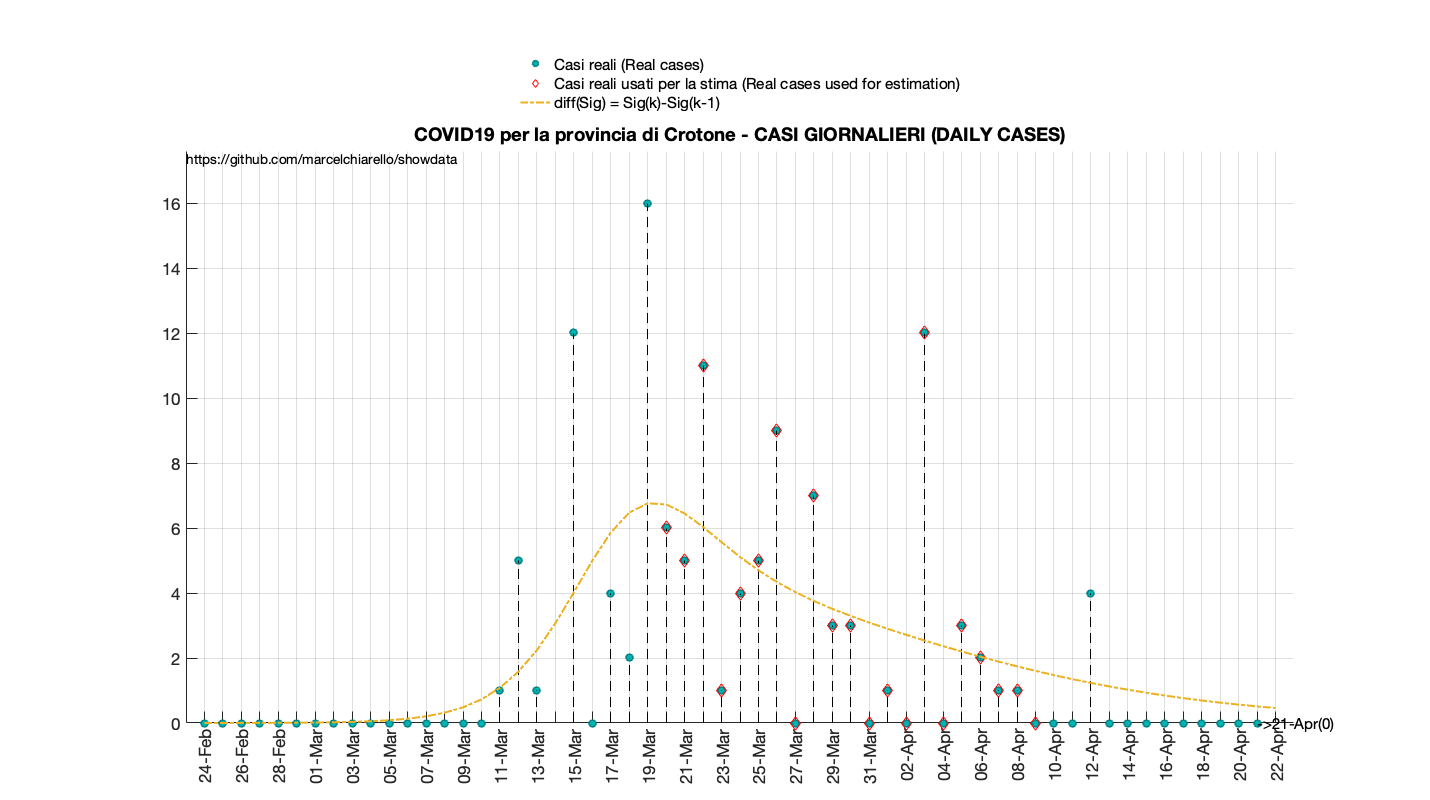 Casi reali (Real cases)
Casi reali usati per la stima (Real cases used for estimation)
diff(Sig) = Sig(k)-Sig(k-1)
COVID19 per la provincia di Crotone - CASI GIORNALIERI (DAILY CASES)
https://github.com/marcelchiarello/showdata
16
14
12
10
8
6
4
2
0
->21-Apr(0)
24-Feb
26-Feb
28-Feb
01-Mar
03-Mar
05-Mar
07-Mar
09-Mar
11-Mar
13-Mar
15-Mar
17-Mar
19-Mar
21-Mar
23-Mar
25-Mar
27-Mar
29-Mar
31-Mar
02-Apr
04-Apr
06-Apr
08-Apr
10-Apr
12-Apr
14-Apr
16-Apr
18-Apr
20-Apr
22-Apr